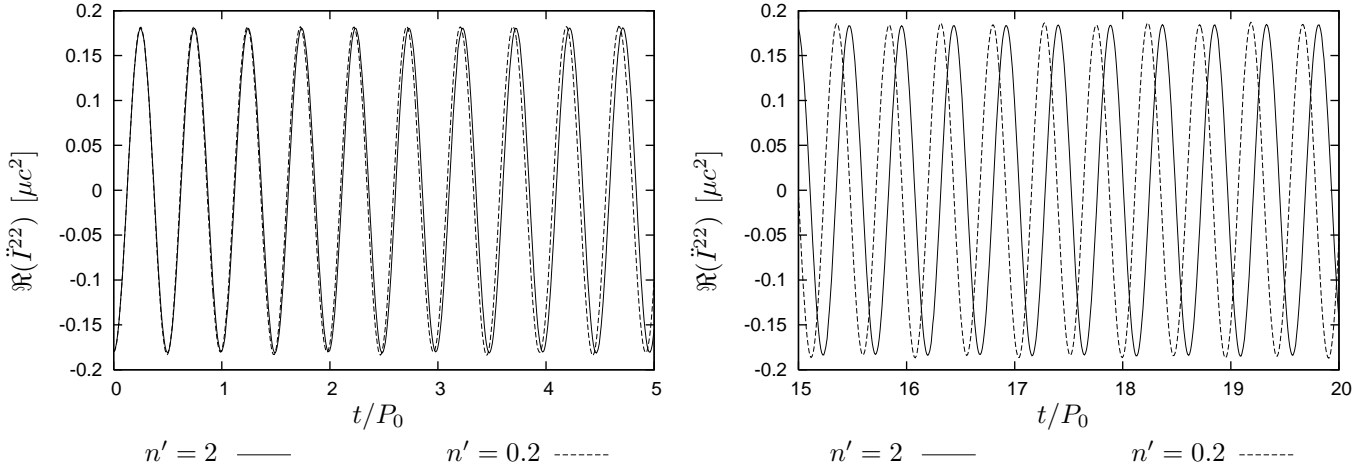 0.2
0.15
0.1
0.05
0
-0.05
-0.1
-0.15
-0.2
ℜ(Ï²²) [μc²]
0 1 2 3 4 5
t/P₀
n′ = 2 n′ = 0.2
0.2
0.15
0.1
0.05
0
-0.05
-0.1
-0.15
-0.2
ℜ(Ï²²) [μc²]
15 16 17 18 19 20
t/P₀
n′ = 2 n′ = 0.2